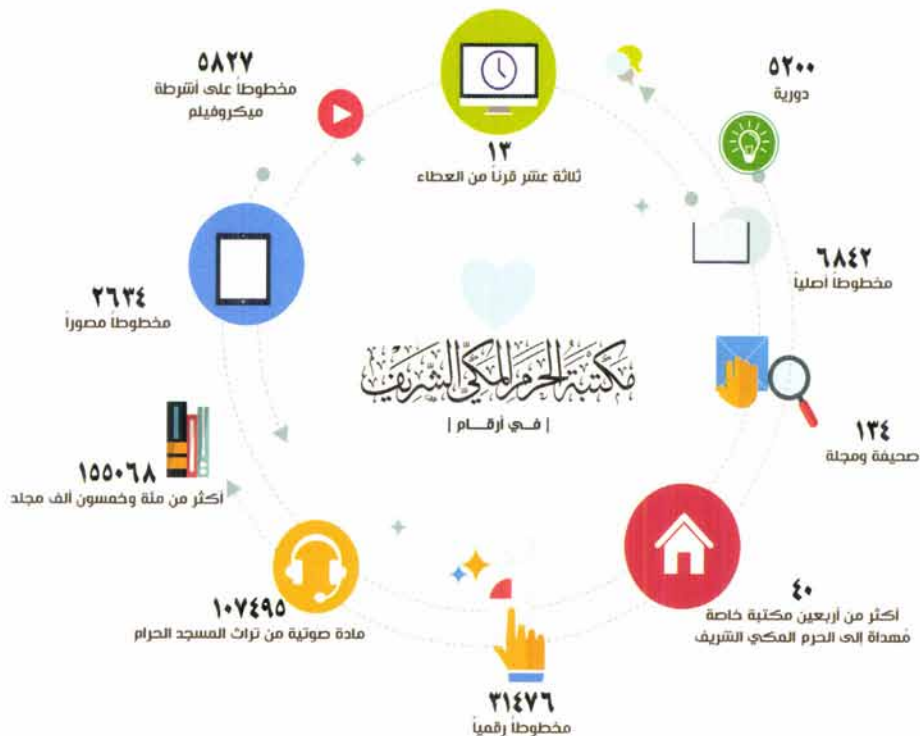 مكتبة الحرم المكي الشريف
| في أرقــام |
١٣
ثلاثة عشر قرناً من العطاء
٥٢٠٠
دورية
٦٨٤٢
مخطوطاً أصلياً
١٣٤
صحيفة ومجلة
٤٠
أكثر من أربعين مكتبة خاصة
مُهداة إلى الحرم المكي الشريف
٣١٤٧٦
مخطوطاً رقمياً
١٠٧٤٩٥
مادة صوتية من تراث المسجد الحرام
١٥٥٠٦٨
أكثر من مئة وخمسون ألف مجلد
٢٦٣٤
مخطوطاً مصوراً
٥٨٢٧
مخطوطاً على أشرطة
ميكروفيلم